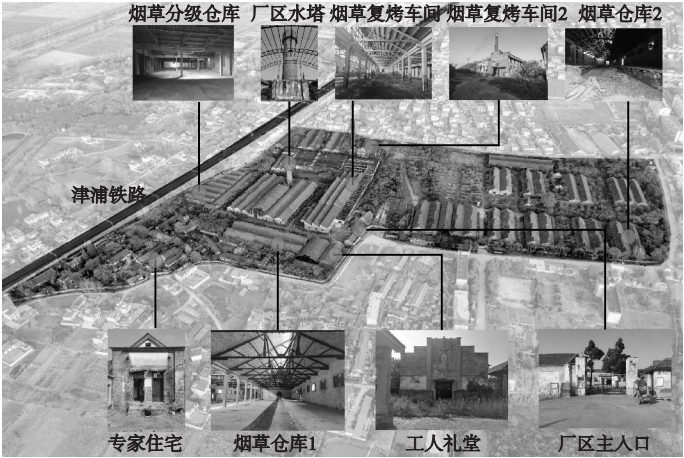 烟草分级仓库 厂区水塔 烟草复烤车间 烟草复烤车间2 烟草仓库2
津浦铁路
专家住宅 烟草仓库1 工人礼堂 厂区主入口